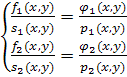 { f₁(x,y)/s₁(x,y) = φ₁(x,y)/p₁(x,y)
f₂(x,y)/s₂(x,y) = φ₂(x,y)/p₂(x,y)